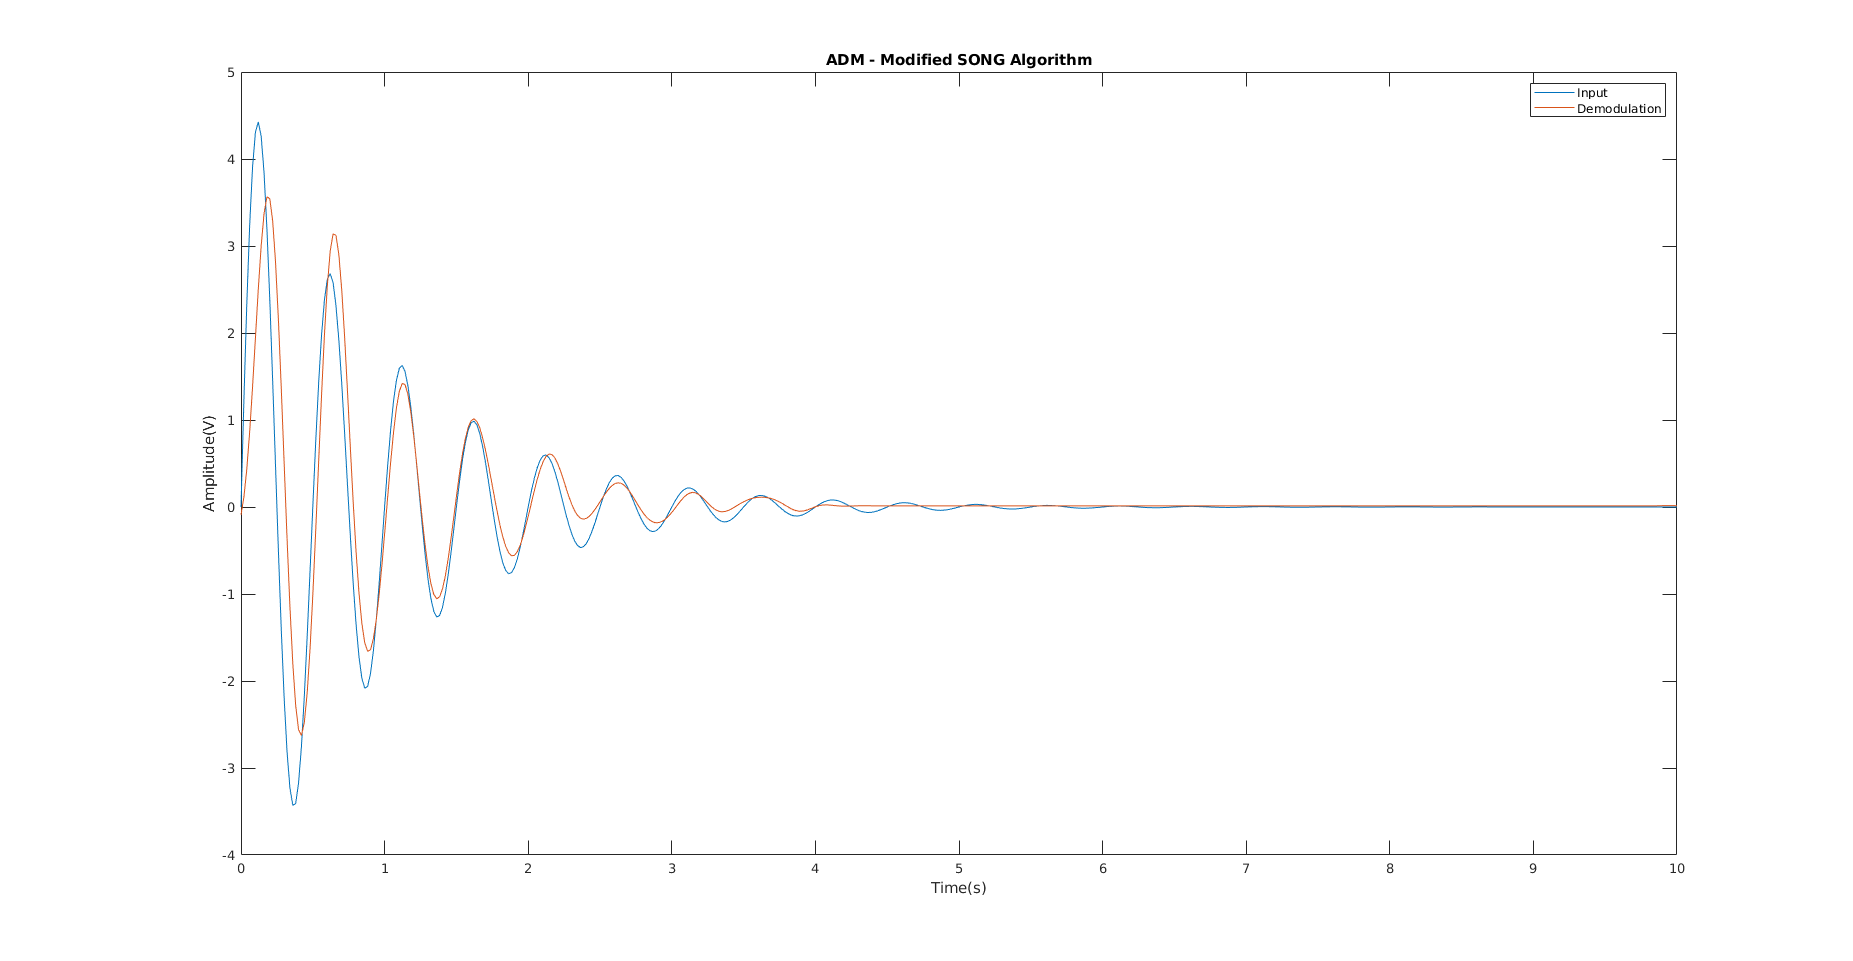 ADM - Modified SONG Algorithm
Input
Demodulation
5
4
3
2
1
0
-1
-2
-3
-4
Amplitude(V)
0 1 2 3 4 5 6 7 8 9 10
Time(s)